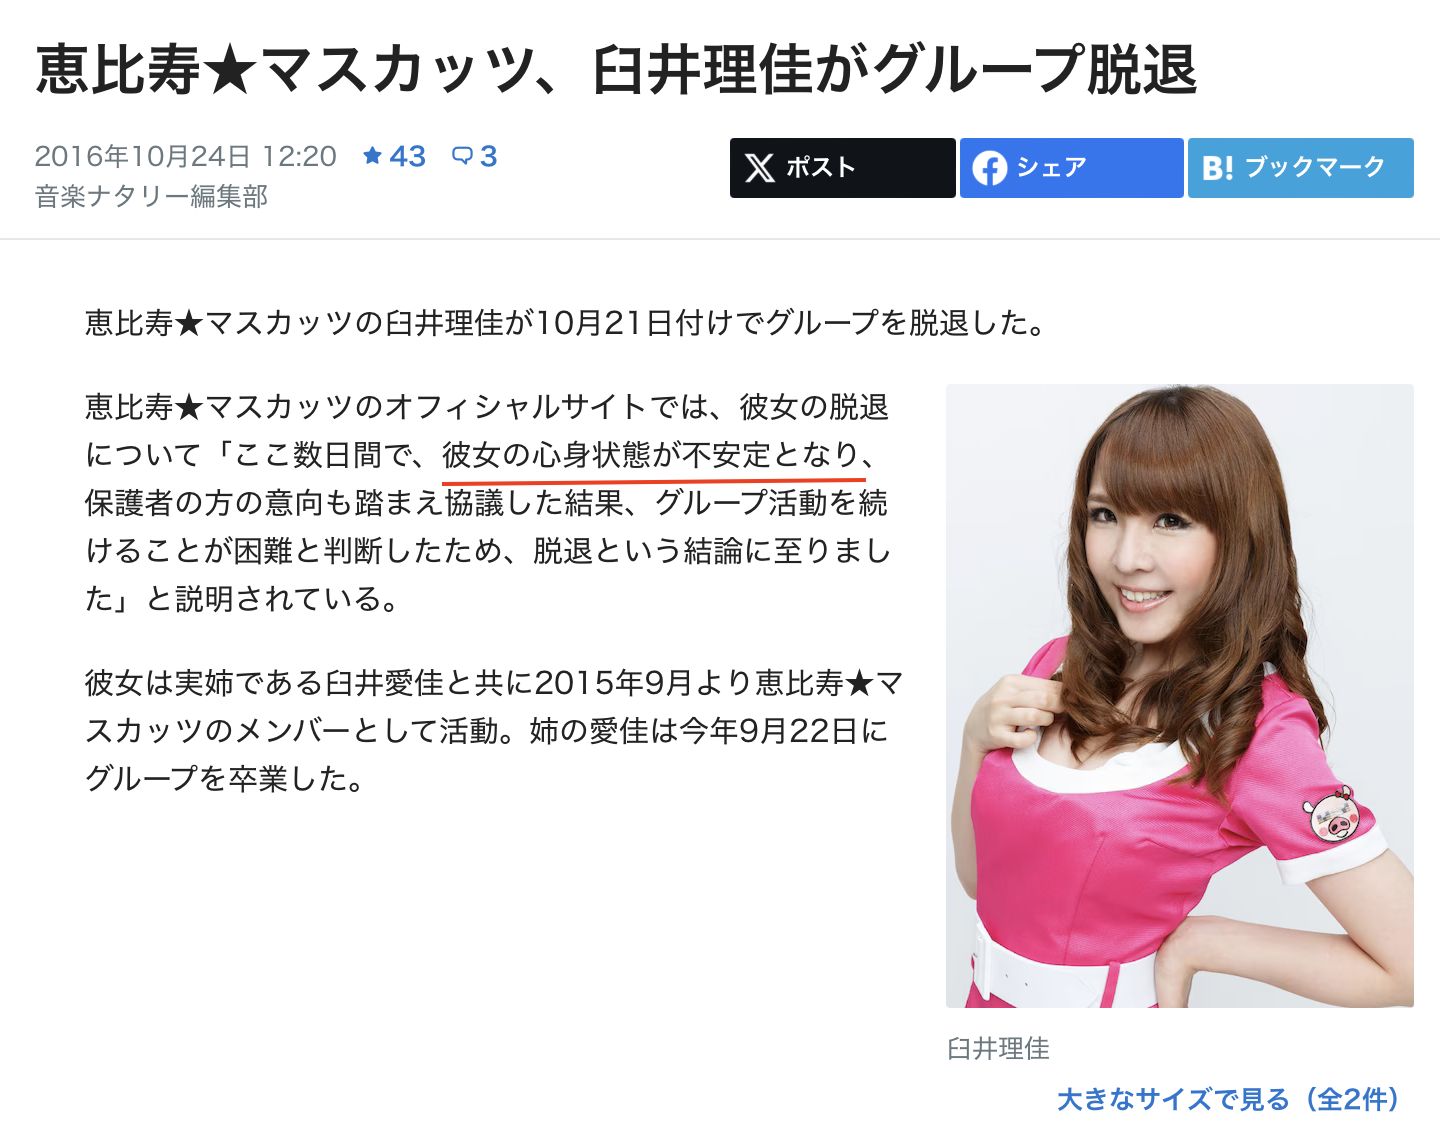 恵比寿★マスカッツ、臼井理佳がグループ脱退
2016年10月24日 12:20 ★ 43 3
音楽ナタリー編集部
X ポスト
シェア
B! ブックマーク
恵比寿★マスカッツの臼井理佳が10月21日付けでグループを脱退した。
恵比寿★マスカッツのオフィシャルサイトでは、彼女の脱退
について「ここ数日間で、彼女の心身状態が不安定となり、
保護者の方の意向も踏まえ協議した結果、グループ活動を続
けることが困難と判断したため、脱退という結論に至りまし
た」と説明されている。
彼女は実姉である臼井愛佳と共に2015年9月より恵比寿★マ
スカッツのメンバーとして活動。姉の愛佳は今年9月22日に
グループを卒業した。
臼井理佳
大きなサイズで見る（全2件）